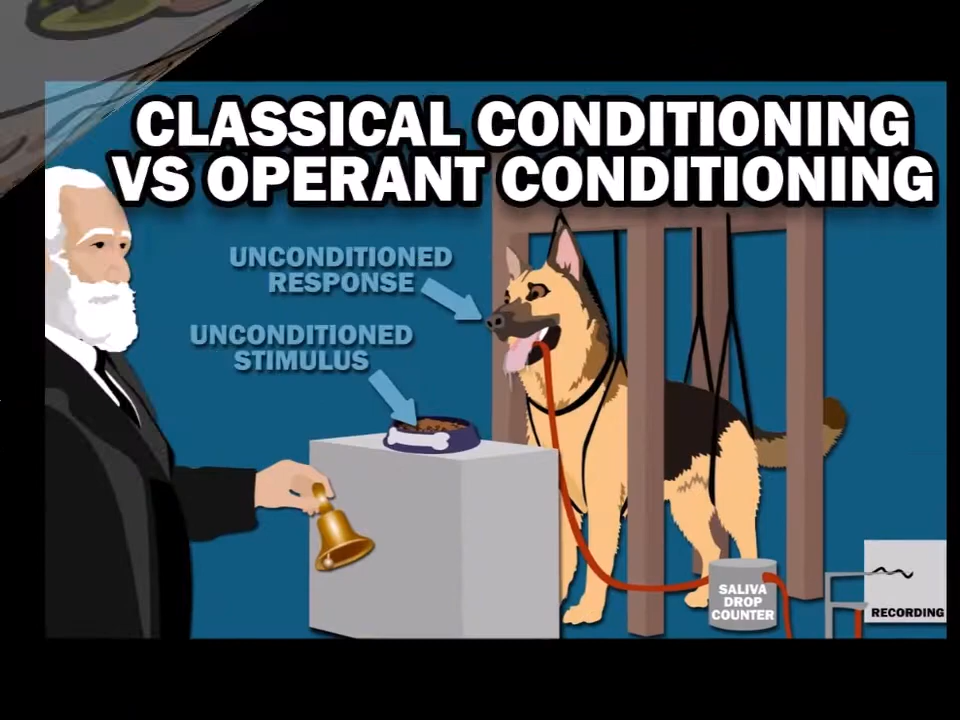 CLASSICAL CONDITIONING
VS OPERANT CONDITIONING
UNCONDITIONED
RESPONSE
UNCONDITIONED
STIMULUS
SALIVA
DROP
COUNTER
RECORDING